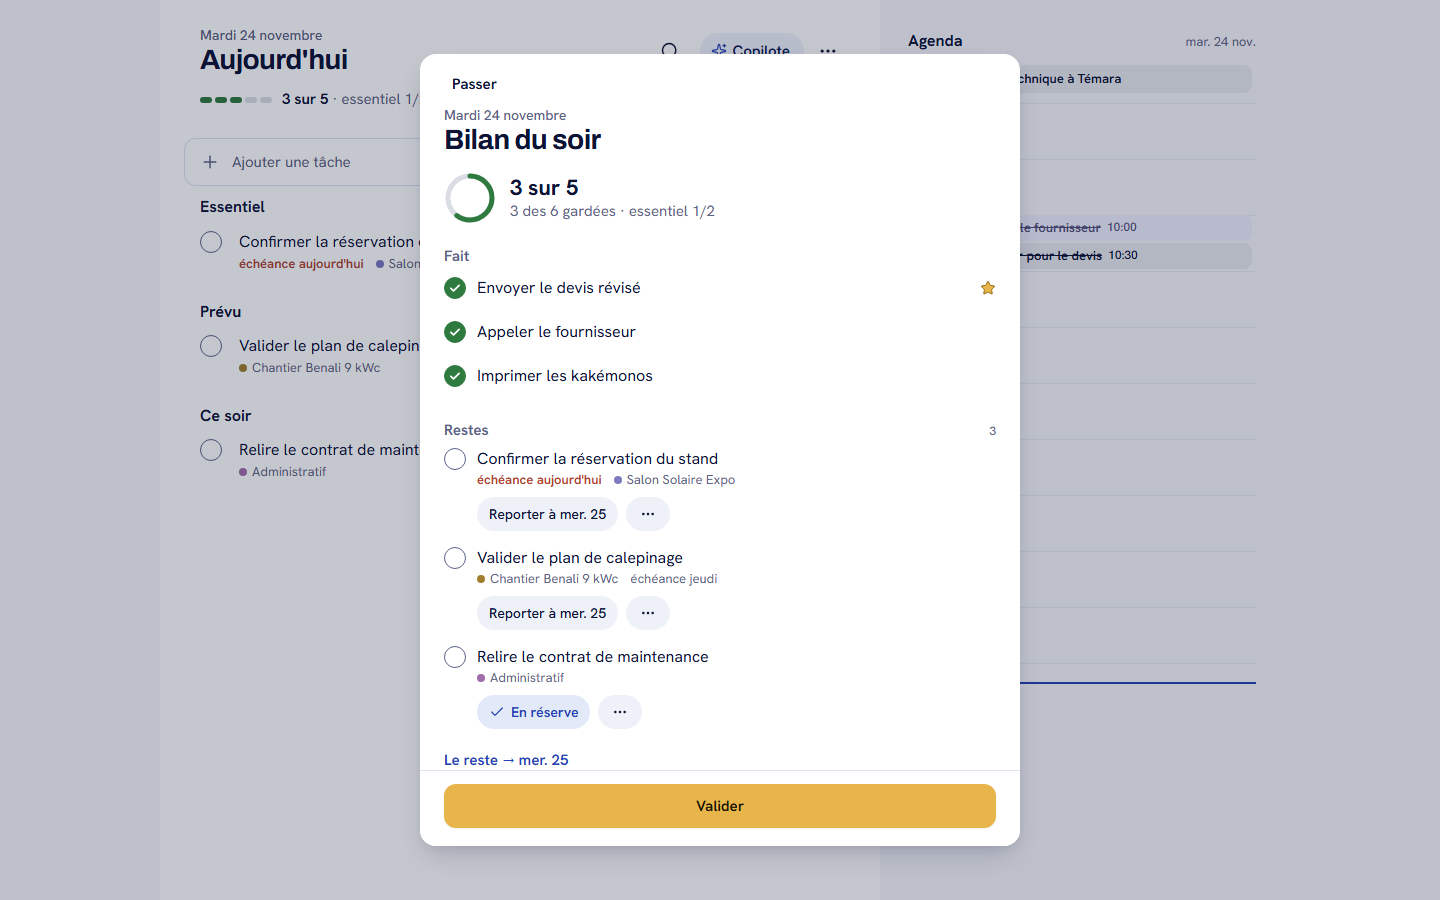 Mardi 24 novembre
Aujourd'hui
3 sur 5 · essentiel 1/
Ajouter une tâche
Essentiel
Confirmer la réservation
échéance aujourd'hui Salon
Prévu
Valider le plan de calepin
Chantier Benali 9 kWc
Ce soir
Relire le contrat de maint
Administratif
Copilote
Passer
Mardi 24 novembre
Bilan du soir
3 sur 5
3 des 6 gardées · essentiel 1/2
Fait
Envoyer le devis révisé
Appeler le fournisseur
Imprimer les kakémonos
Restes 3
Confirmer la réservation du stand
échéance aujourd'hui Salon Solaire Expo
Reporter à mer. 25 ···
Valider le plan de calepinage
Chantier Benali 9 kWc échéance jeudi
Reporter à mer. 25 ···
Relire le contrat de maintenance
Administratif
En réserve ···
Le reste → mer. 25
Valider
Agenda mar. 24 nov.
chnique à Témara
le fournisseur 10:00
pour le devis 10:30